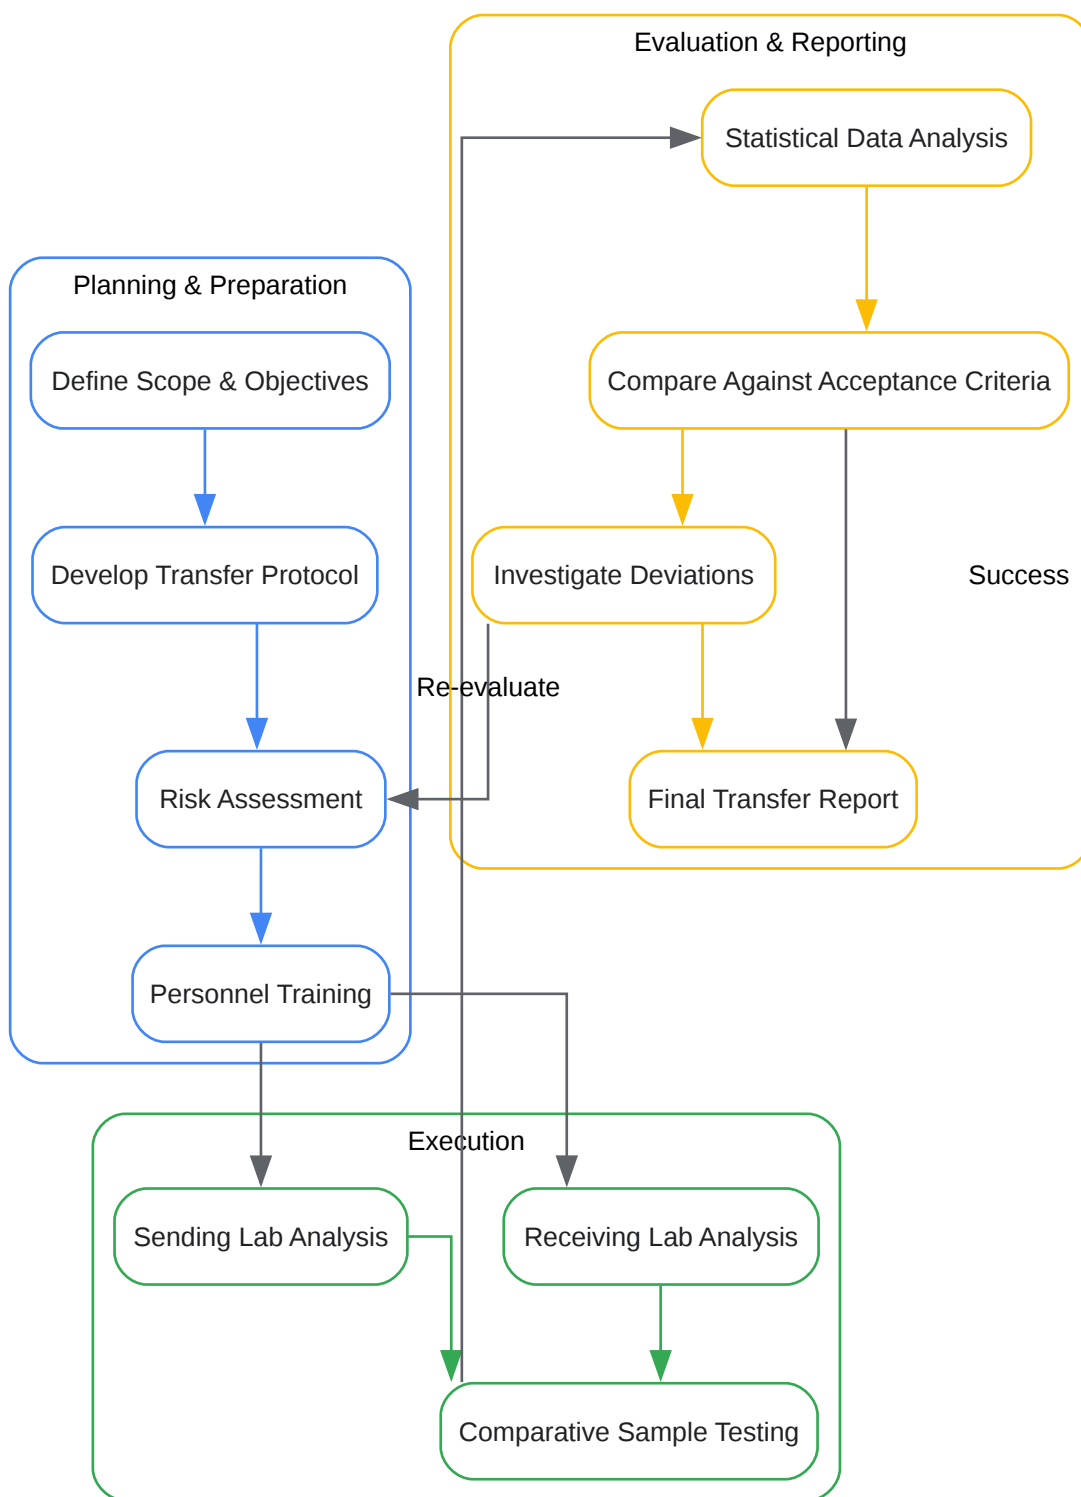 Evaluation & Reporting
Statistical Data Analysis
Planning & Preparation
Define Scope & Objectives
Compare Against Acceptance Criteria
Develop Transfer Protocol
Investigate Deviations
Success
Re-evaluate
Risk Assessment
Final Transfer Report
Personnel Training
Execution
Sending Lab Analysis
Receiving Lab Analysis
Comparative Sample Testing